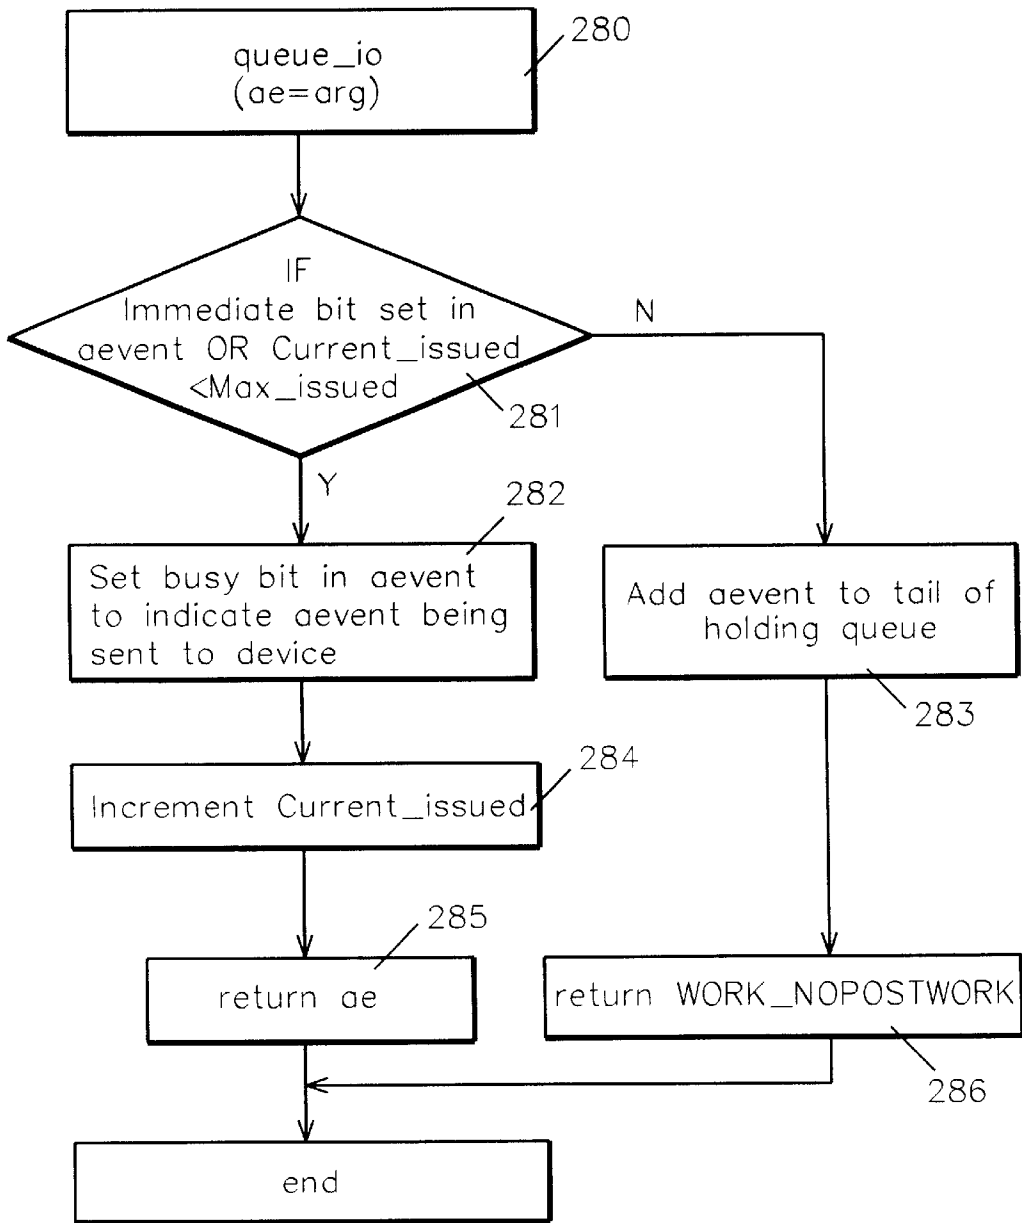 280
queue_io
(ae=arg)
IF
Immediate bit set in
aevent OR Current_issued
<Max_issued
281
N
Y
282
Set busy bit in aevent
to indicate aevent being
sent to device
Add aevent to tail of
holding queue
283
284
Increment Current_issued
285
return ae
return WORK_NOPOSTWORK
286
end